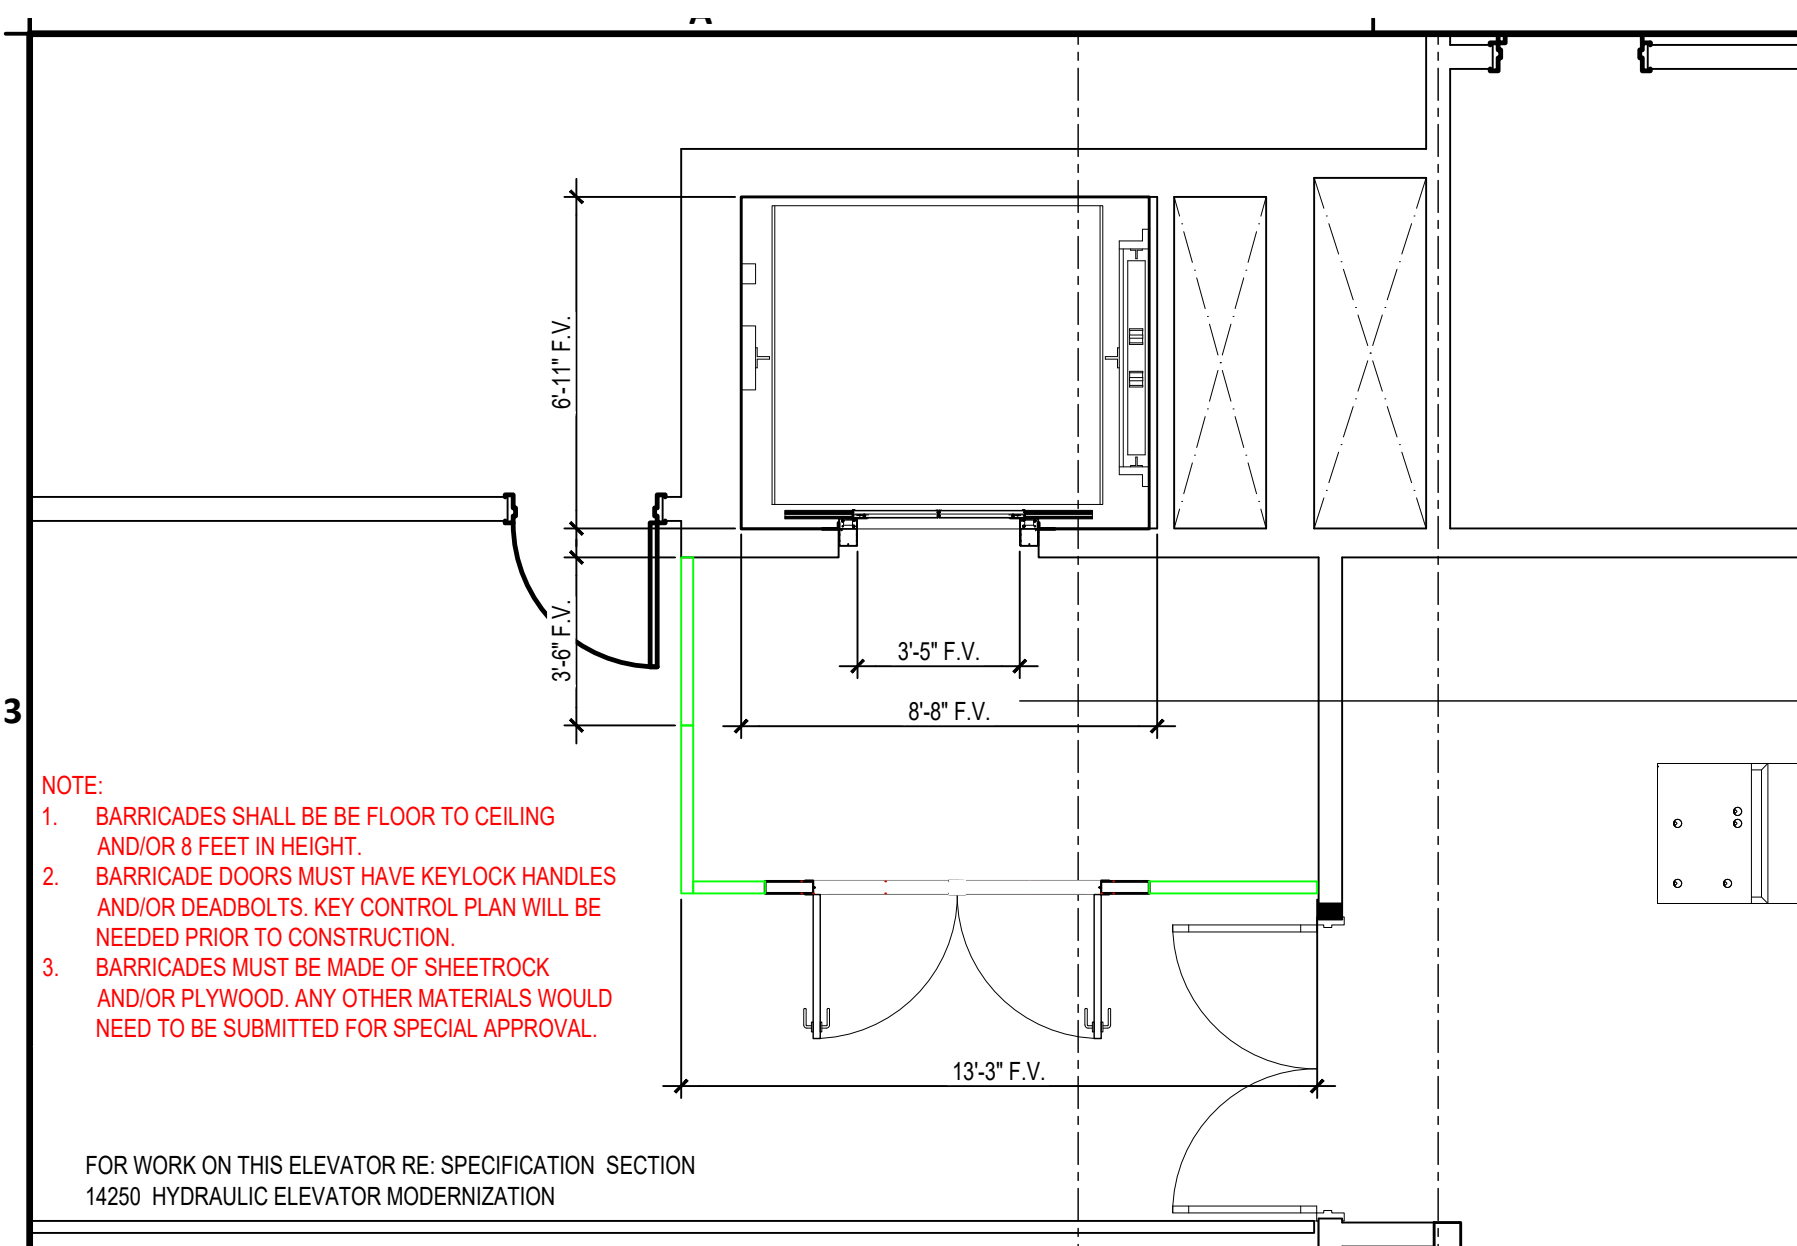 6'-11" F.V.
3'-6" F.V.
3'-5" F.V.
8'-8" F.V.
3
NOTE:
1. BARRICADES SHALL BE BE FLOOR TO CEILING
AND/OR 8 FEET IN HEIGHT.
2. BARRICADE DOORS MUST HAVE KEYLOCK HANDLES
AND/OR DEADBOLTS. KEY CONTROL PLAN WILL BE
NEEDED PRIOR TO CONSTRUCTION.
3. BARRICADES MUST BE MADE OF SHEETROCK
AND/OR PLYWOOD. ANY OTHER MATERIALS WOULD
NEED TO BE SUBMITTED FOR SPECIAL APPROVAL.
13'-3" F.V.
FOR WORK ON THIS ELEVATOR RE: SPECIFICATION SECTION
14250 HYDRAULIC ELEVATOR MODERNIZATION